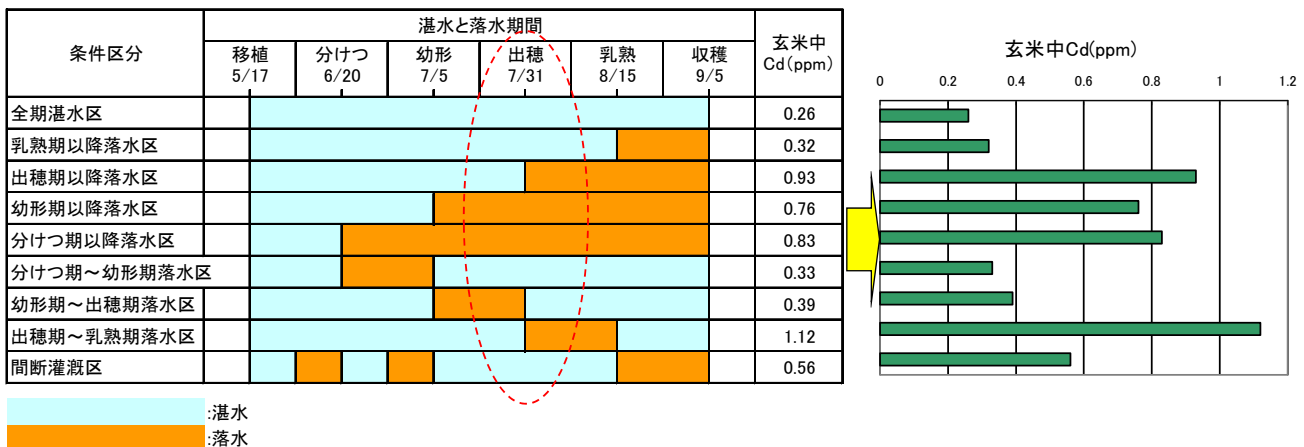 条件区分
湛水と落水期間
玄米中
Cd(ppm)
移植
5/17
分けつ
6/20
幼形
7/5
出穂
7/31
乳熟
8/15
収穫
9/5
全期湛水区 0.26
乳熟期以降落水区 0.32
出穂期以降落水区 0.93
幼形期以降落水区 0.76
分けつ期以降落水区 0.83
分けつ期～幼形期落水区 0.33
幼形期～出穂期落水区 0.39
出穂期～乳熟期落水区 1.12
間断灌漑区 0.56
:湛水
:落水
玄米中Cd(ppm)
0 0.2 0.4 0.6 0.8 1 1.2